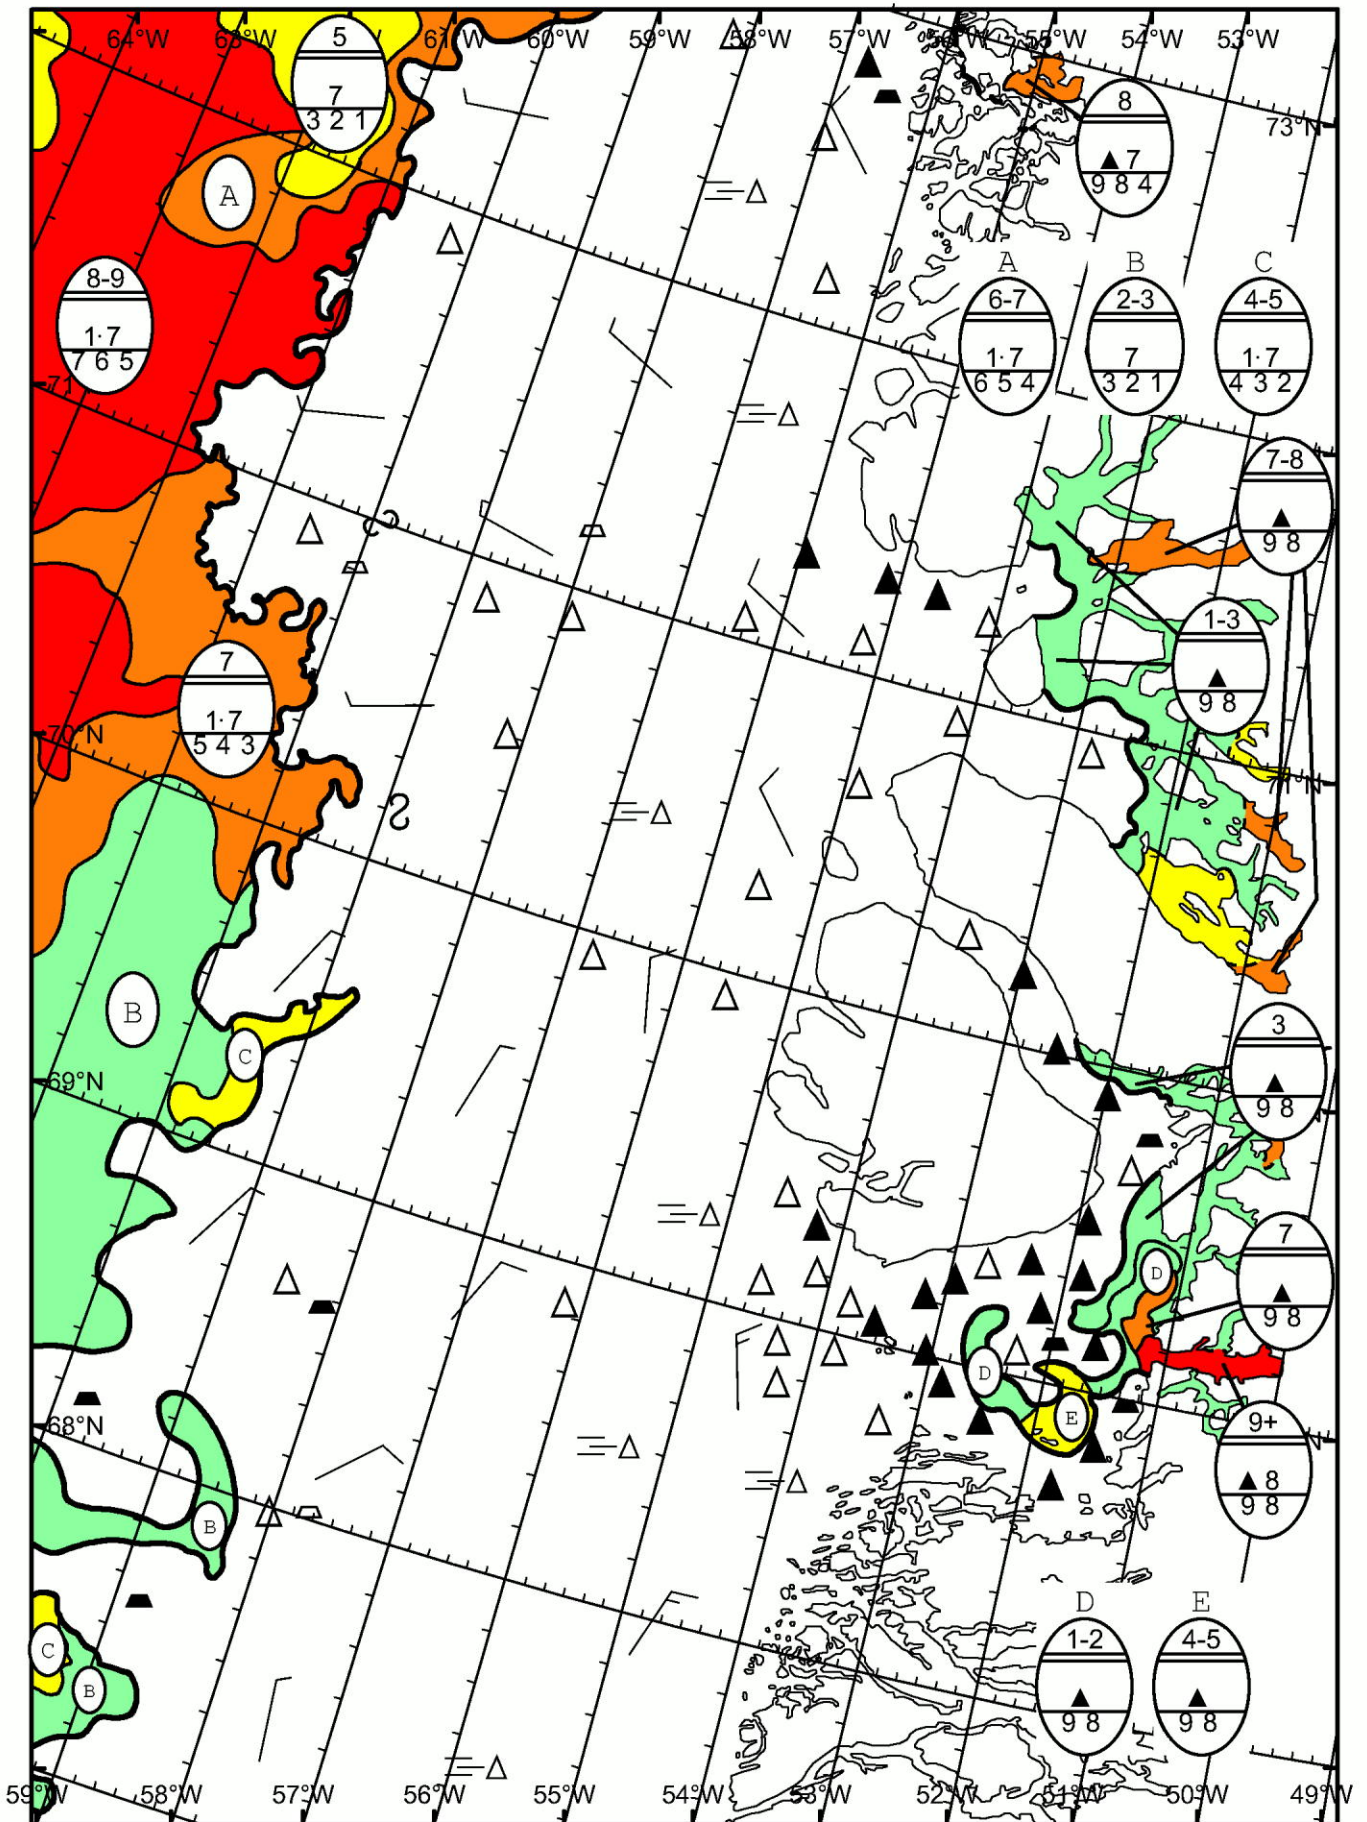 64°W 63°W 61°W 60°W 59°W 58°W 57°W 56°W 55°W 54°W 53°W
5
7
3 2 1
8
▲ 7
9 8 4
73°N
A
8-9
1·7
7 6 5
A
6-7
1·7
6 5 4
B
2-3
7
3 2 1
C
4-5
1·7
4 3 2
71
7-8
▲
9 8
1-3
▲
9 8
7
1·7
5 4 3
70°N
71°N
B
C
69°N
3
▲
9 8
D
7
▲
9 8
D
E
68°N
N
9+
▲ 8
9 8
B
C
B
D
1-2
▲
9 8
E
4-5
▲
9 8
59°W 58°W 57°W 56°W 55°W 54°W 53°W 52°W 51°W 50°W 49°W